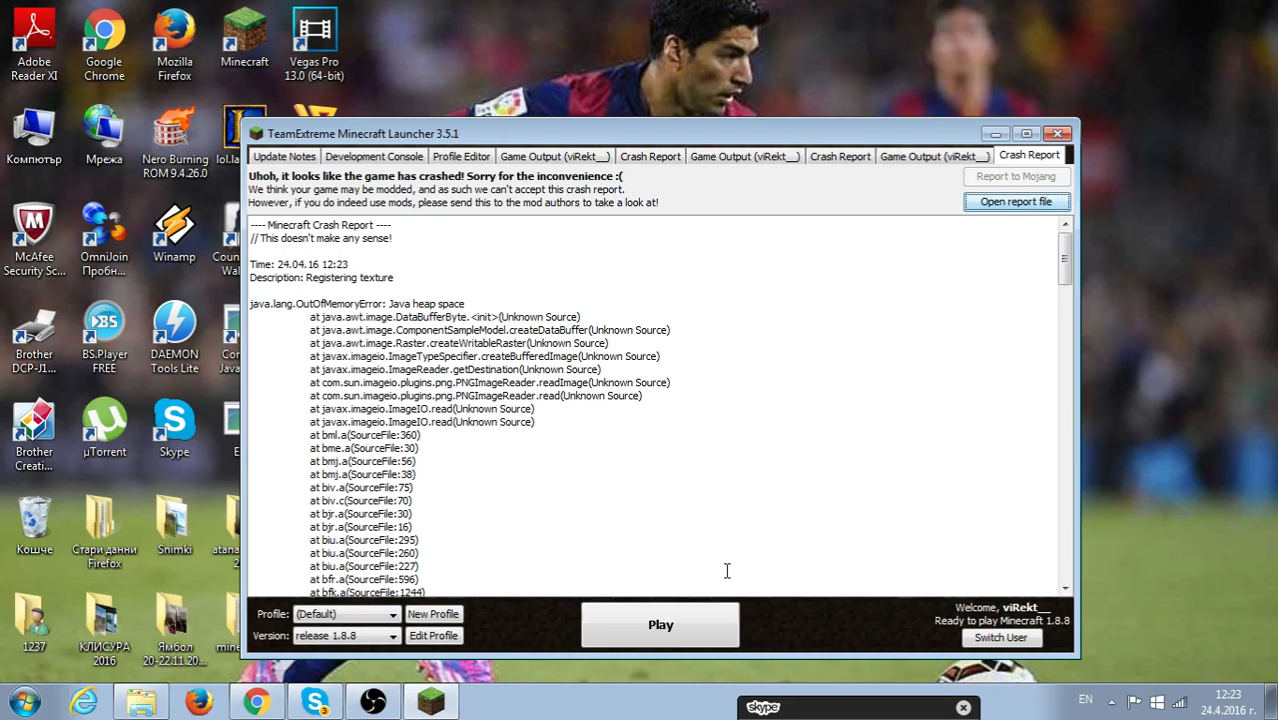 Adobe Reader XI
Google Chrome
Mozilla Firefox
Minecraft
Vegas Pro 13.0 (64-bit)
Компютър
Мрежа
Nero Burning ROM 9.4.26.0
McAfee Security Sc...
OmniJoin Пробн...
Winamp
Brother DCP-J1...
BS.Player FREE
DAEMON Tools Lite
Brother Creati...
µTorrent
Skype
Кошче
Стари данни Firefox
Snimki
1237
КЛИСУРА 2016
Ямбол 20-22.11.20...
TeamExtreme Minecraft Launcher 3.5.1
Update Notes
Development Console
Profile Editor
Game Output (viRekt__)
Crash Report
Game Output (viRekt__)
Crash Report
Game Output (viRekt__)
Crash Report
Uhoh, it looks like the game has crashed! Sorry for the inconvenience :(
We think your game may be modded, and as such we can't accept this crash report.
However, if you do indeed use mods, please send this to the mod authors to take a look at!
Report to Mojang
Open report file
---- Minecraft Crash Report ----
// This doesn't make any sense!
Time: 24.04.16 12:23
Description: Registering texture
java.lang.OutOfMemoryError: Java heap space
at java.awt.image.DataBufferByte.<init>(Unknown Source)
at java.awt.image.ComponentSampleModel.createDataBuffer(Unknown Source)
at java.awt.image.Raster.createWritableRaster(Unknown Source)
at javax.imageio.ImageTypeSpecifier.createBufferedImage(Unknown Source)
at javax.imageio.ImageReader.getDestination(Unknown Source)
at com.sun.imageio.plugins.png.PNGImageReader.readImage(Unknown Source)
at com.sun.imageio.plugins.png.PNGImageReader.read(Unknown Source)
at javax.imageio.ImageIO.read(Unknown Source)
at javax.imageio.ImageIO.read(Unknown Source)
at bml.a(SourceFile:360)
at bme.a(SourceFile:30)
at bmj.a(SourceFile:56)
at bmj.a(SourceFile:38)
at biv.a(SourceFile:75)
at biv.c(SourceFile:70)
at bjr.a(SourceFile:30)
at bjr.a(SourceFile:16)
at biu.a(SourceFile:295)
at biu.a(SourceFile:260)
at biu.a(SourceFile:227)
at bfr.a(SourceFile:596)
at bfk.a(SourceFile:1244)
Profile: (Default)
New Profile
Version: release 1.8.8
Edit Profile
Play
Welcome, viRekt__
Ready to play Minecraft 1.8.8
Switch User
3
skype
EN
12:23
24.4.2016 г.